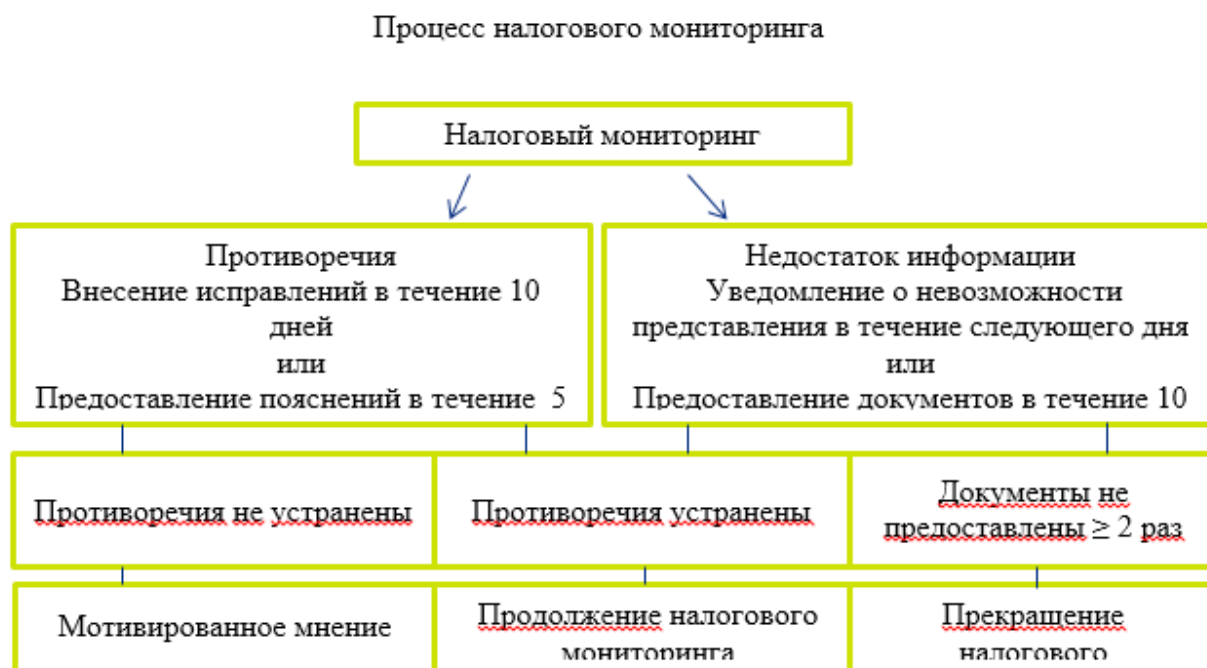 Процесс налогового мониторинга
Налоговый мониторинг
Противоречия
Внесение исправлений в течение 10
дней
или
Предоставление пояснений в течение 5
Недостаток информации
Уведомление о невозможности
представления в течение следующего дня
или
Предоставление документов в течение 10
Противоречия не устранены
Противоречия устранены
Документы не
предоставлены ≥ 2 раз
Мотивированное мнение
Продолжение налогового
мониторинга
Прекращение
налогового